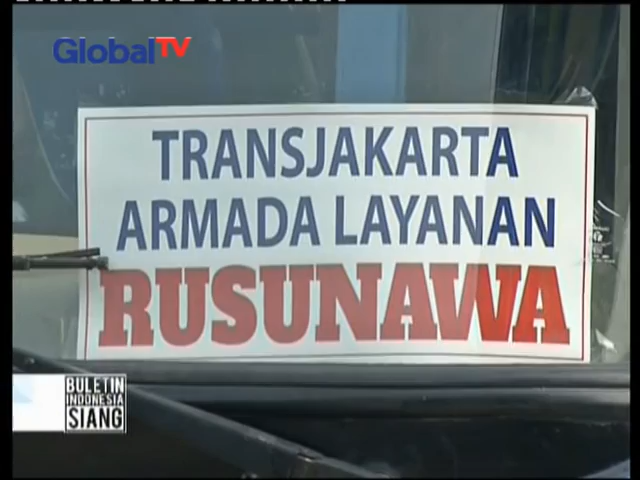 GlobalTV
TRANSJAKARTA
ARMADA LAYANAN
RUSUNAWA
BULETIN
INDONESIA
SIANG